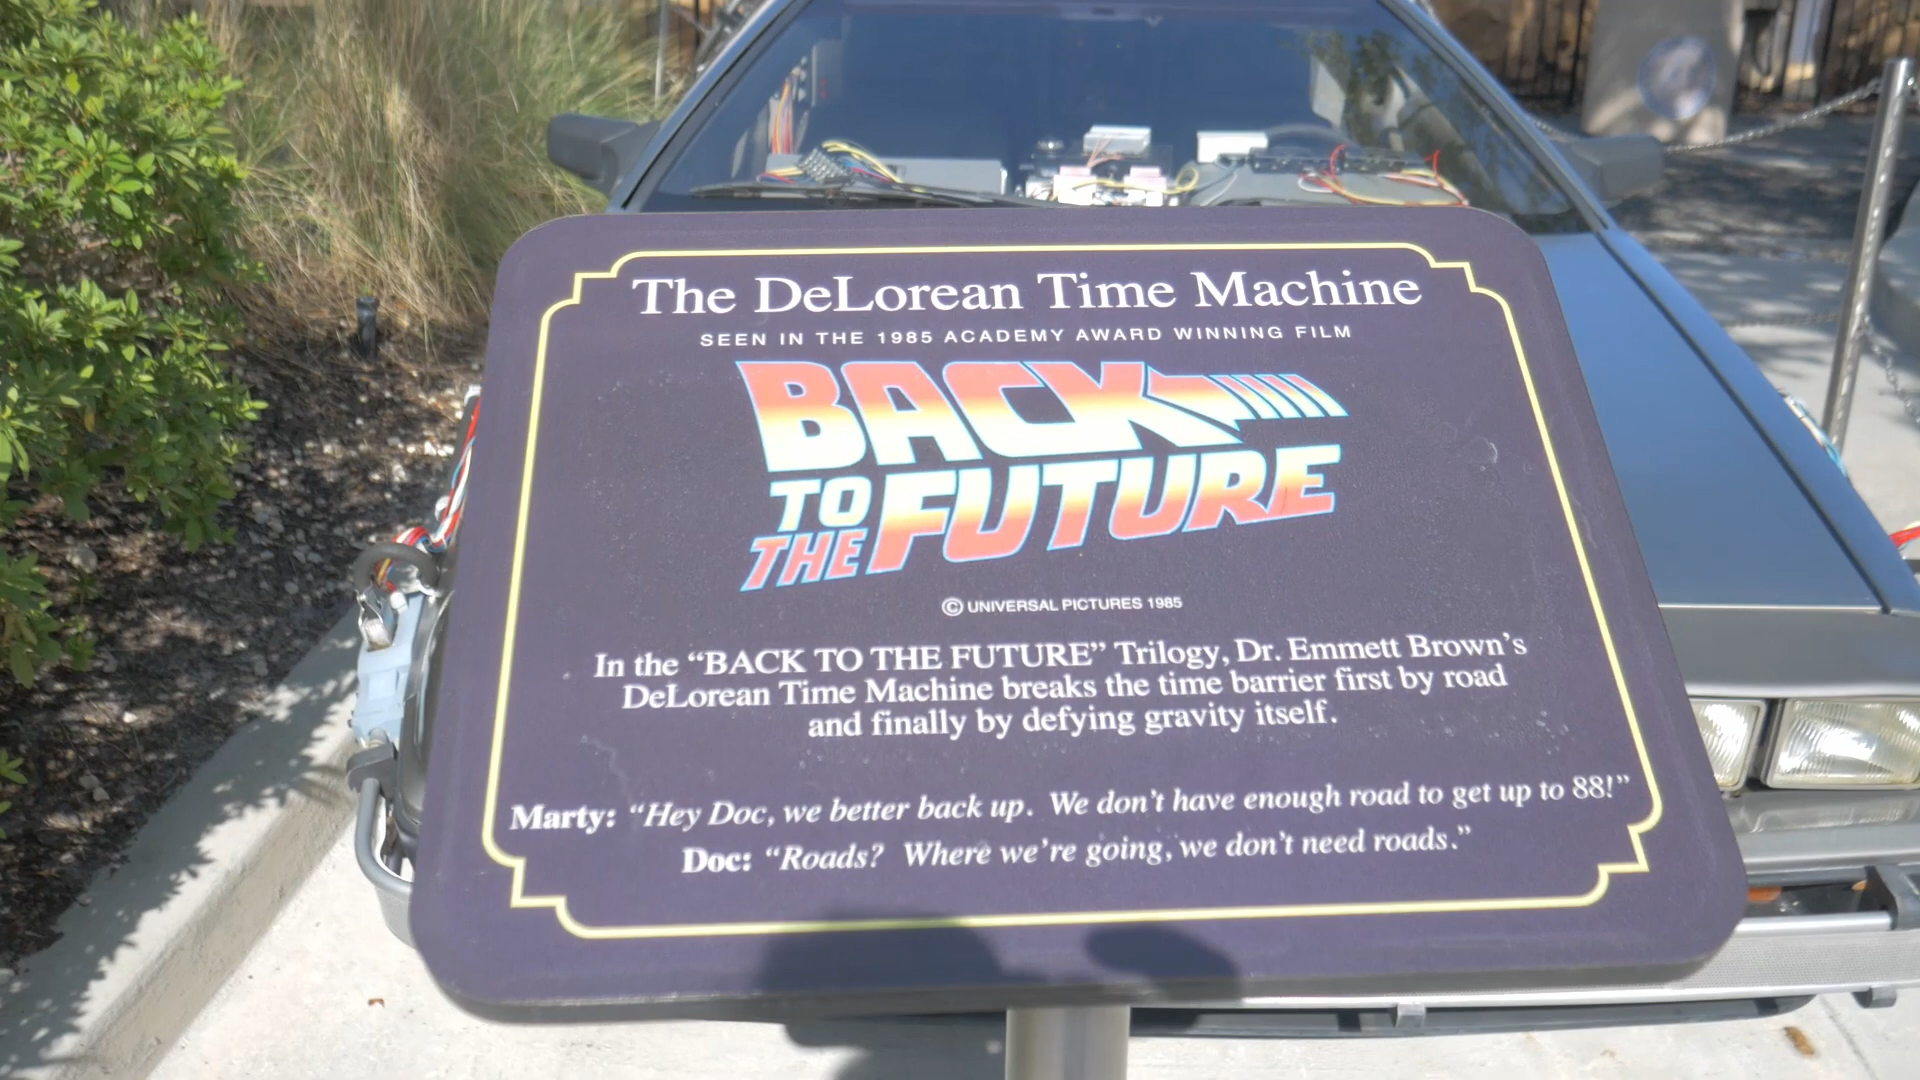 The DeLorean Time Machine
SEEN IN THE 1985 ACADEMY AWARD WINNING FILM
BACK
TO
THE FUTURE
© UNIVERSAL PICTURES 1985
In the “BACK TO THE FUTURE” Trilogy, Dr. Emmett Brown’s
DeLorean Time Machine breaks the time barrier first by road
and finally by defying gravity itself.
Marty: “Hey Doc, we better back up. We don’t have enough road to get up to 88!”
Doc: “Roads? Where we’re going, we don’t need roads.”